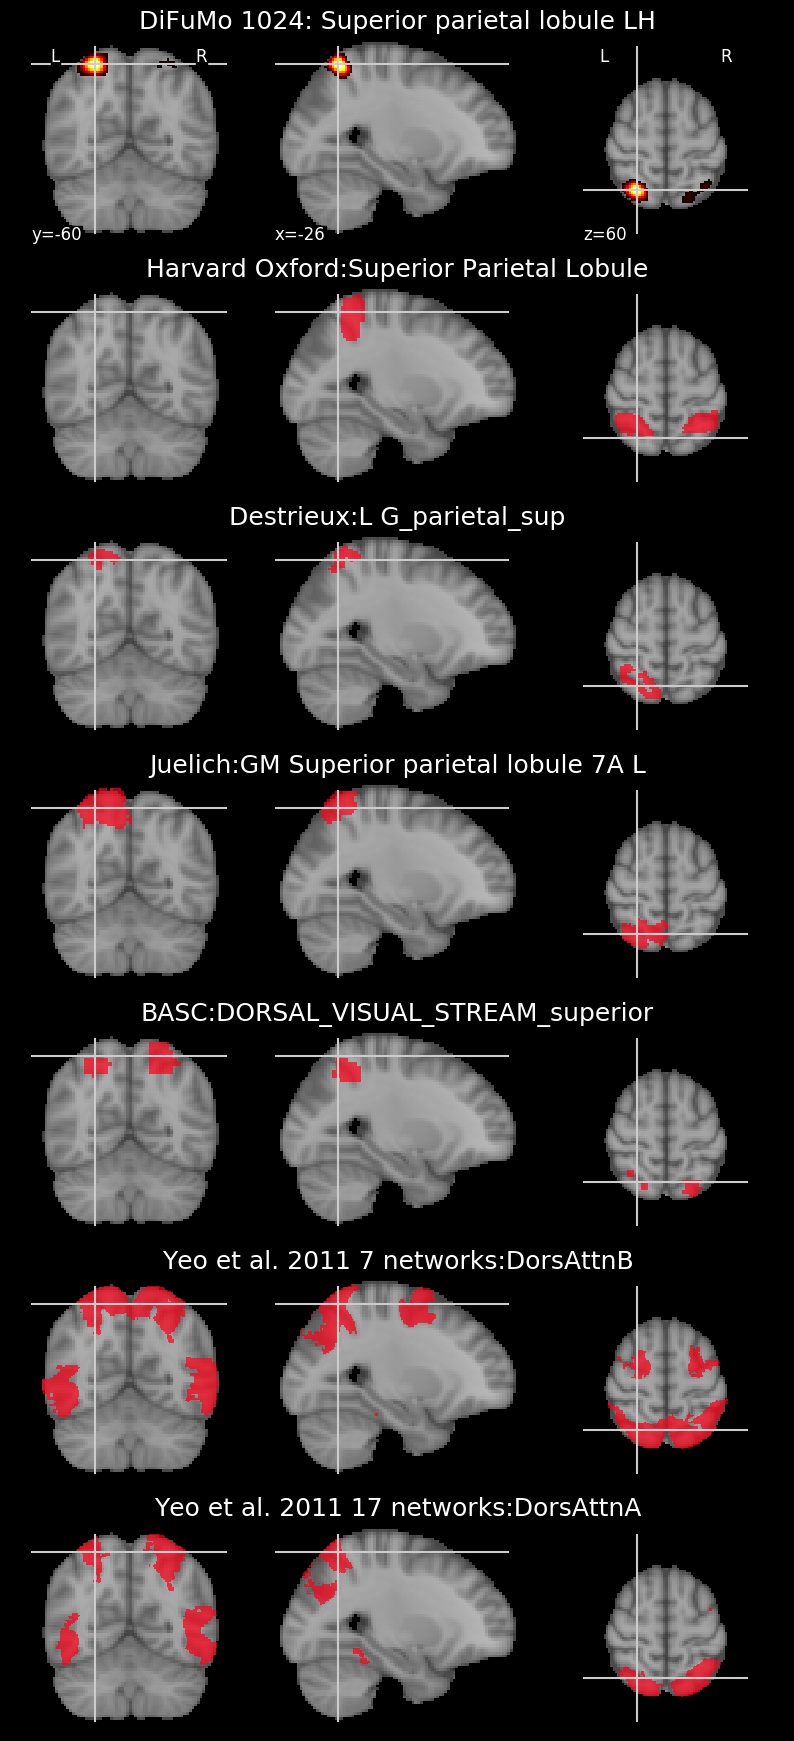 DiFuMo 1024: Superior parietal lobule LH
L R L R
y=-60 x=-26 z=60
Harvard Oxford:Superior Parietal Lobule
Destrieux:L G_parietal_sup
Juelich:GM Superior parietal lobule 7A L
BASC:DORSAL_VISUAL_STREAM_superior
Yeo et al. 2011 7 networks:DorsAttnB
Yeo et al. 2011 17 networks:DorsAttnA